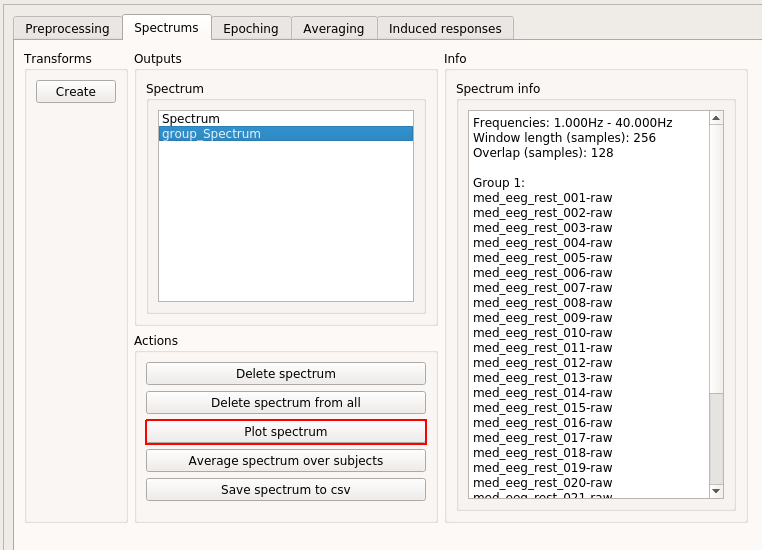 Preprocessing
Spectrums
Epoching
Averaging
Induced responses
Transforms
Create
Outputs
Spectrum
Spectrum
group_Spectrum
Actions
Delete spectrum
Delete spectrum from all
Plot spectrum
Average spectrum over subjects
Save spectrum to csv
Info
Spectrum info
Frequencies: 1.000Hz - 40.000Hz
Window length (samples): 256
Overlap (samples): 128
Group 1:
med_eeg_rest_001-raw
med_eeg_rest_002-raw
med_eeg_rest_003-raw
med_eeg_rest_004-raw
med_eeg_rest_005-raw
med_eeg_rest_006-raw
med_eeg_rest_007-raw
med_eeg_rest_008-raw
med_eeg_rest_009-raw
med_eeg_rest_010-raw
med_eeg_rest_011-raw
med_eeg_rest_012-raw
med_eeg_rest_013-raw
med_eeg_rest_014-raw
med_eeg_rest_015-raw
med_eeg_rest_016-raw
med_eeg_rest_017-raw
med_eeg_rest_018-raw
med_eeg_rest_019-raw
med_eeg_rest_020-raw
med_eeg_rest_021-raw